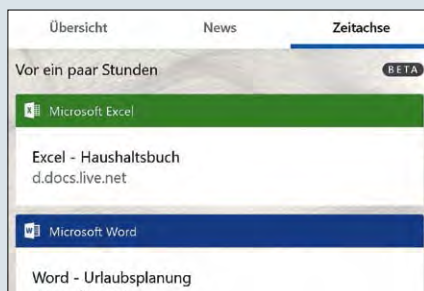 Übersicht News Zeitachse
Vor ein paar Stunden BETA
Microsoft Excel
Excel - Haushaltsbuch
d.docs.live.net
Microsoft Word
Word - Urlaubsplanung